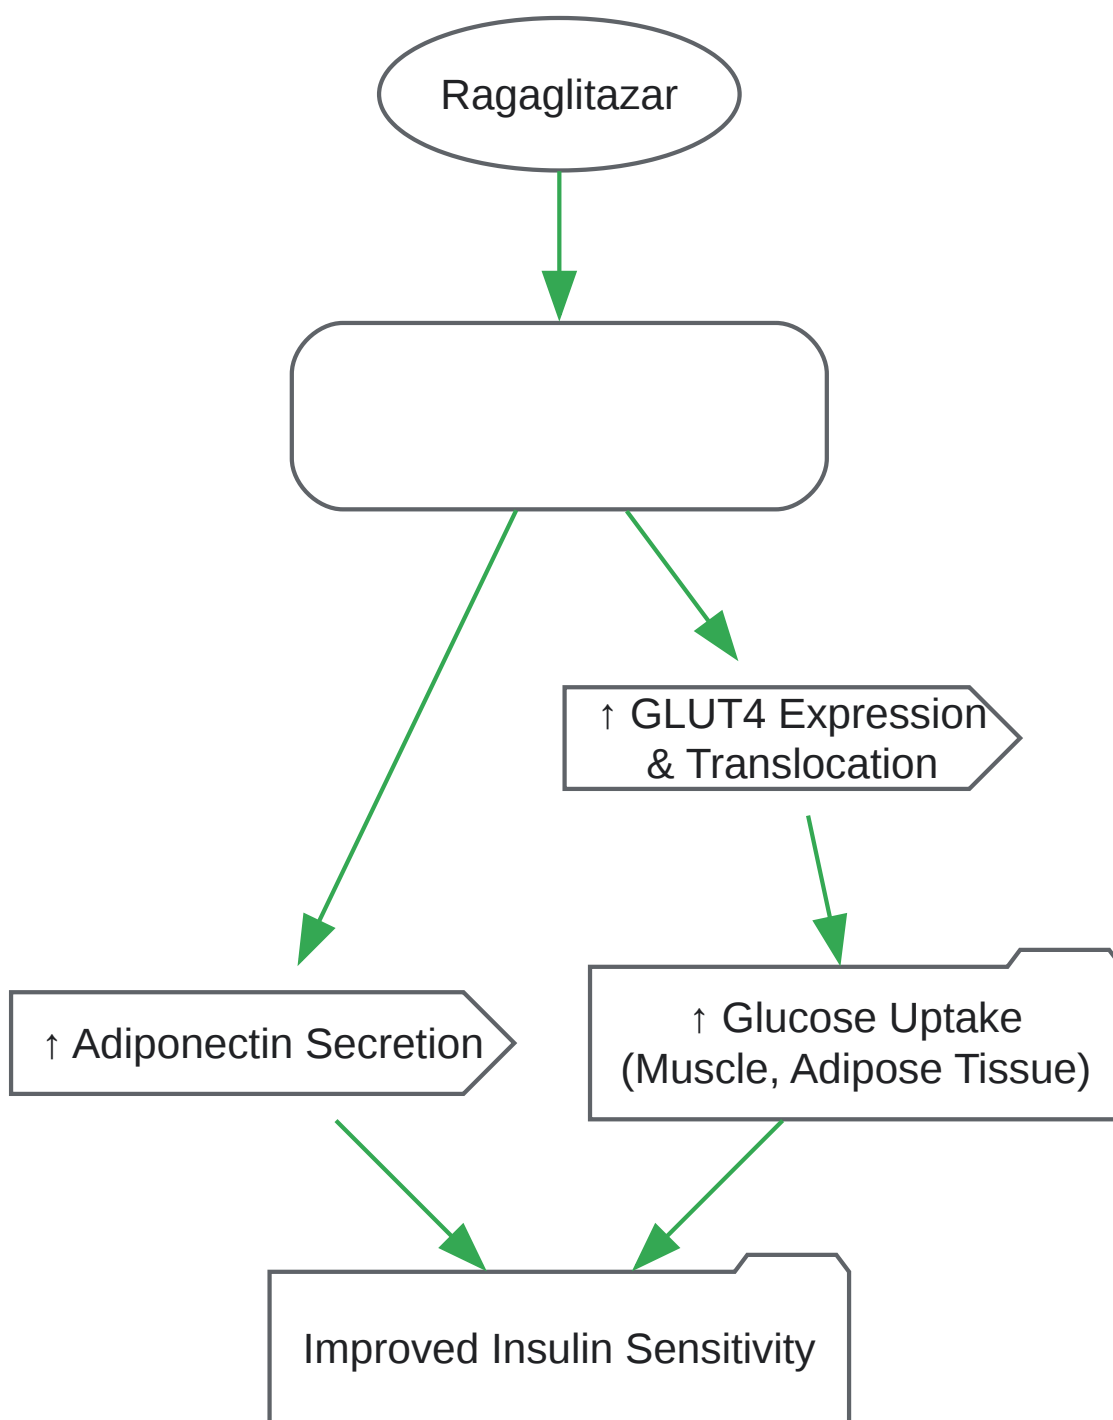 Ragaglitazar
↑ GLUT4 Expression
& Translocation
↑ Adiponectin Secretion
↑ Glucose Uptake
(Muscle, Adipose Tissue)
Improved Insulin Sensitivity